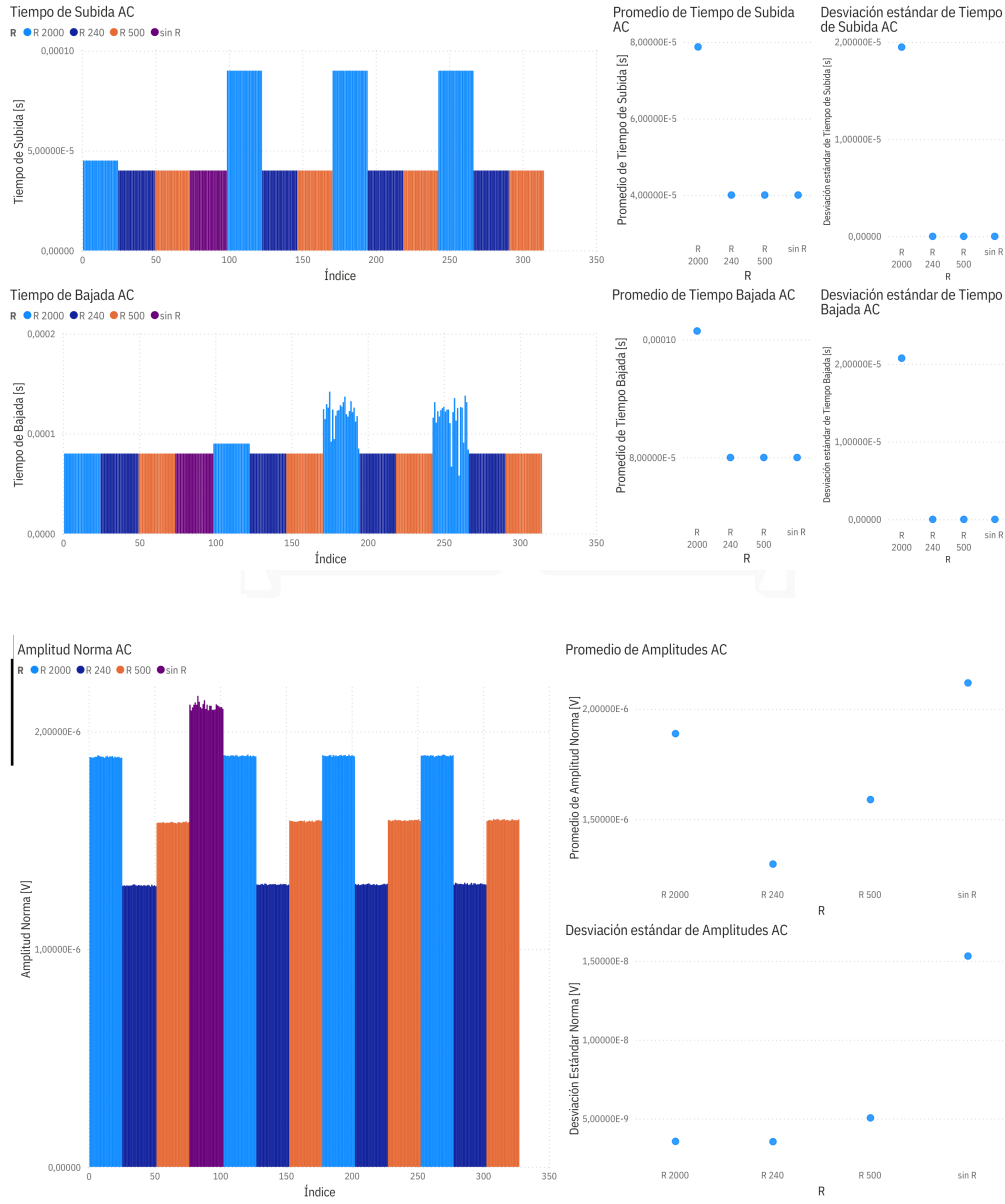 Tiempo de Subida AC
R R 2000 R 240 R 500 sin R
Tiempo de Subida [s]
0,00010
5,00000E-5
0,00000
0 50 100 150 200 250 300 350
Índice
Promedio de Tiempo de Subida
AC
Promedio de Tiempo de Subida [s]
8,00000E-5
6,00000E-5
4,00000E-5
R R R sin R
2000 240 500
R
Desviación estándar de Tiempo
de Subida AC
Desviación estándar de Tiempo de Subida [s]
2,00000E-5
1,00000E-5
0,00000
R R R sin R
2000 240 500
R
Tiempo de Bajada AC
R R 2000 R 240 R 500 sin R
Tiempo de Bajada [s]
0,0002
0,0001
0,0000
0 50 100 150 200 250 300 350
Índice
Promedio de Tiempo Bajada AC
Promedio de Tiempo Bajada [s]
0,00010
8,00000E-5
R R R sin R
2000 240 500
R
Desviación estándar de Tiempo
Bajada AC
Desviación estándar de Tiempo Bajada [s]
2,00000E-5
1,00000E-5
0,00000
R R R sin R
2000 240 500
R
Amplitud Norma AC
R R 2000 R 240 R 500 sin R
Amplitud Norma [V]
2,00000E-6
1,00000E-6
0,00000
0 50 100 150 200 250 300 350
Índice
Promedio de Amplitudes AC
Promedio de Amplitud Norma [V]
2,00000E-6
1,50000E-6
R 2000 R 240 R 500 sin R
R
Desviación estándar de Amplitudes AC
Desviación Estándar Norma [V]
1,50000E-8
1,00000E-8
5,00000E-9
R 2000 R 240 R 500 sin R
R